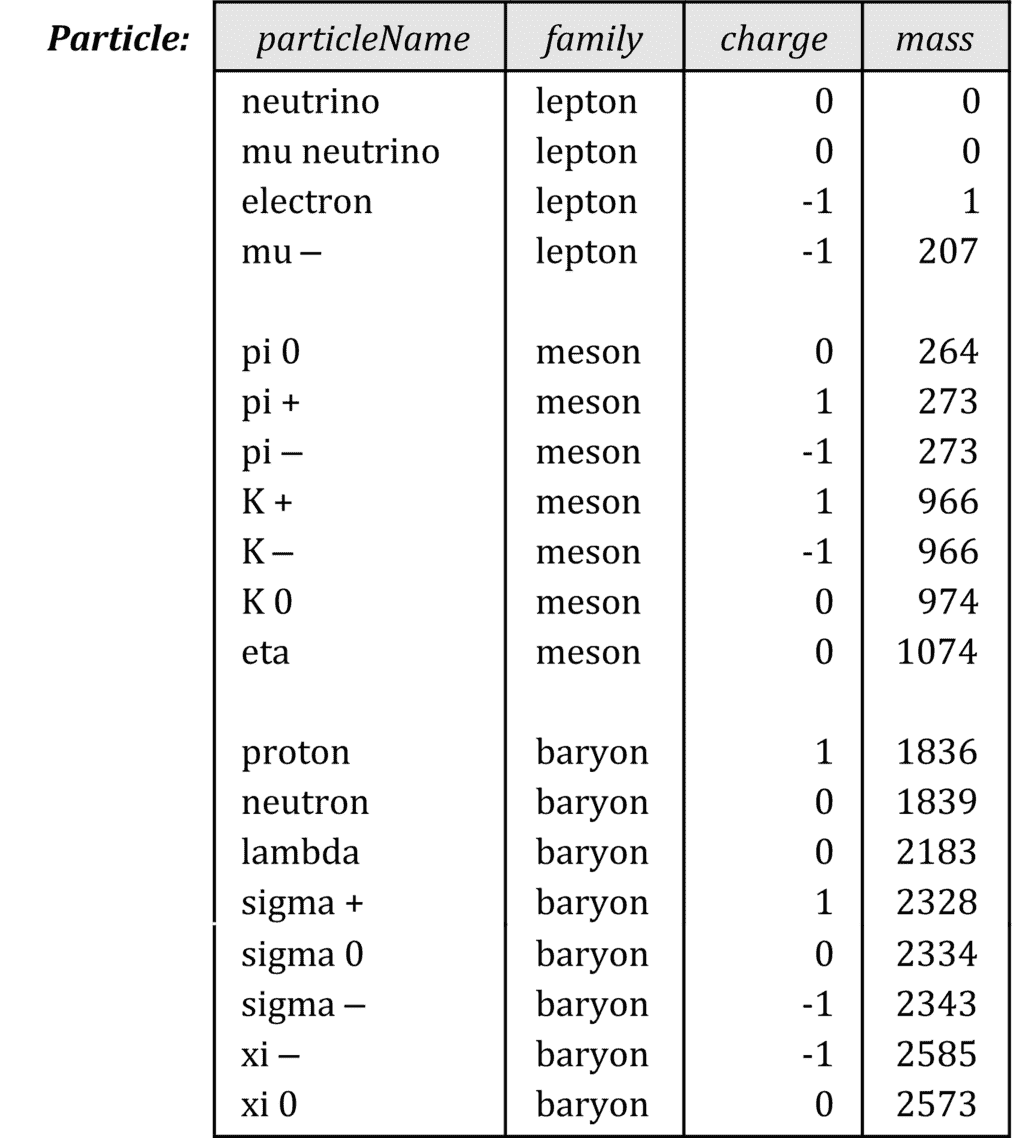 Particle: particleName family charge mass
neutrino lepton 0 0
mu neutrino lepton 0 0
electron lepton -1 1
mu – lepton -1 207
pi 0 meson 0 264
pi + meson 1 273
pi – meson -1 273
K + meson 1 966
K – meson -1 966
K 0 meson 0 974
eta meson 0 1074
proton baryon 1 1836
neutron baryon 0 1839
lambda baryon 0 2183
sigma + baryon 1 2328
sigma 0 baryon 0 2334
sigma – baryon -1 2343
xi – baryon -1 2585
xi 0 baryon 0 2573